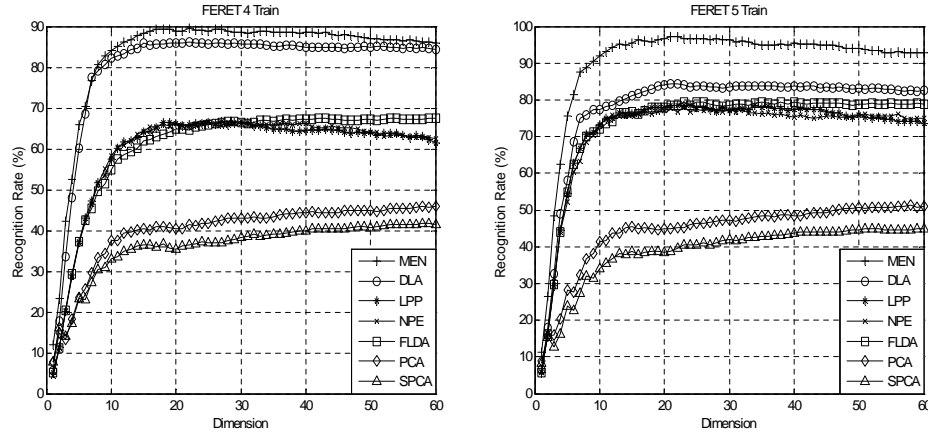 FERET 4 Train
Recognition Rate (%)
90
80
70
60
50
40
30
20
10
0
0
10
20
30
40
50
60
Dimension
MEN
DLA
LPP
NPE
FLDA
PCA
SPCA
FERET 5 Train
Recognition Rate (%)
100
90
80
70
60
50
40
30
20
10
0
0
10
20
30
40
50
60
Dimension
MEN
DLA
LPP
NPE
FLDA
PCA
SPCA